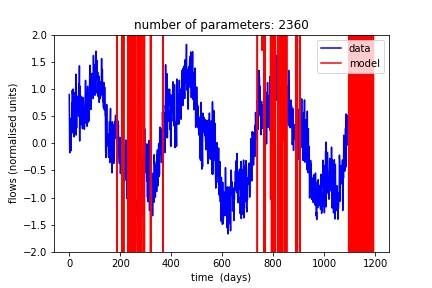 number of parameters: 2360
data
model
2.0
1.5
1.0
0.5
0.0
−0.5
−1.0
−1.5
−2.0
flows (normalised units)
0 200 400 600 800 1000 1200
time (days)